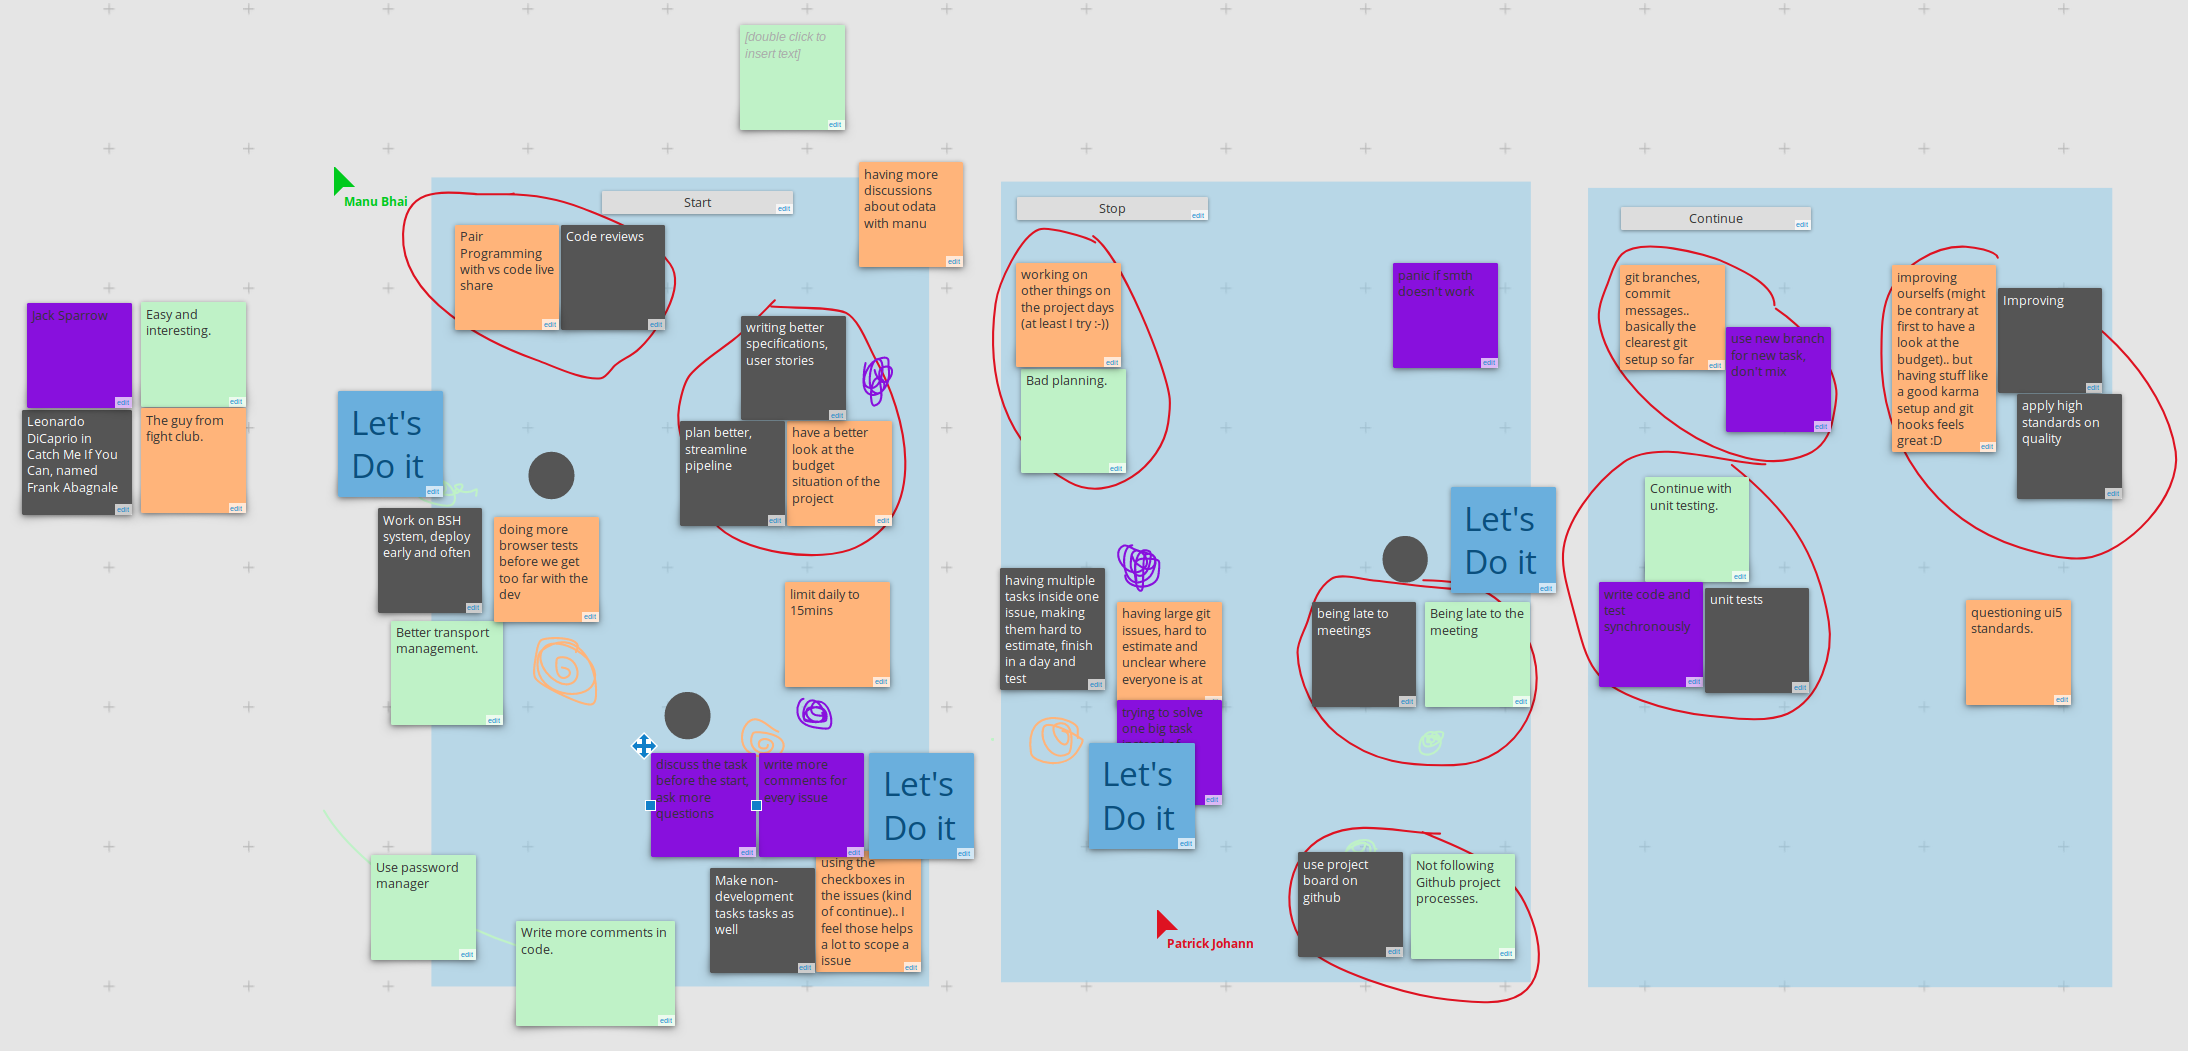 [double click to
insert text]
edit
Manu Bhai
Jack Sparrow
edit
Easy and
interesting.
edit
Leonardo
DiCaprio in
Catch Me If You
Can, named
Frank Abagnale
edit
The guy from
fight club.
edit
Start
edit
having more
discussions
about odata
with manu
edit
Pair
Programming
with vs code live
share
edit
Code reviews
edit
writing better
specifications,
user stories
edit
plan better,
streamline
pipeline
edit
have a better
look at the
budget
situation of the
project
edit
Let's
Do it
edit
Work on BSH
system, deploy
early and often
edit
doing more
browser tests
before we get
too far with the
dev
edit
Better transport
management.
edit
limit daily to
15mins
edit
discuss the task
before the start,
ask more
questions
edit
write more
comments for
every issue
edit
Let's
Do it
edit
Use password
manager
edit
Write more comments in
code.
edit
Make non-
development
tasks tasks as
well
edit
using the
checkboxes in
the issues (kind
of continue).. I
feel those helps
a lot to scope a
issue
edit
Stop
edit
working on
other things on
the project days
(at least I try :-))
edit
Bad planning.
edit
panic if smth
doesn't work
edit
Let's
Do it
edit
having multiple
tasks inside one
issue, making
them hard to
estimate, finish
in a day and
test
edit
having large git
issues, hard to
estimate and
unclear where
everyone is at
trying to solve
one big task
edit
Let's
Do it
edit
being late to
meetings
edit
Being late to the
meeting
edit
use project
board on
github
edit
Not following
Github project
processes.
edit
Patrick Johann
Continue
edit
git branches,
commit
messages..
basically the
clearest git
setup so far
edit
use new branch
for new task,
don't mix
edit
improving
ourselfs (might
be contrary at
first to have a
look at the
budget).. but
having stuff like
a good karma
setup and git
hooks feels
great :D
edit
Improving
edit
apply high
standards on
quality
edit
Continue with
unit testing.
edit
write code and
test
synchronously
edit
unit tests
edit
questioning ui5
standards.
edit